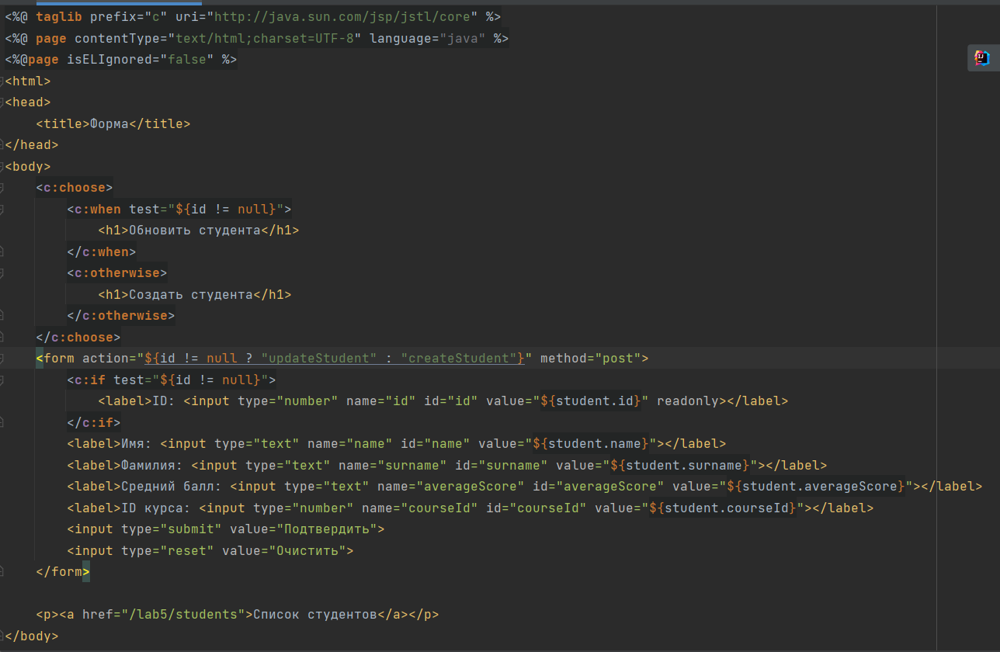 <%@ taglib prefix="c" uri="http://java.sun.com/jsp/jstl/core" %>
<%@ page contentType="text/html;charset=UTF-8" language="java" %>
<%@page isELIgnored="false" %>
<html>
<head>
    <title>Форма</title>
</head>
<body>
    <c:choose>
        <c:when test="${id != null}">
            <h1>Обновить студента</h1>
        </c:when>
        <c:otherwise>
            <h1>Создать студента</h1>
        </c:otherwise>
    </c:choose>
    <form action="${id != null ? "updateStudent" : "createStudent"}" method="post">
        <c:if test="${id != null}">
            <label>ID: <input type="number" name="id" id="id" value="${student.id}" readonly></label>
        </c:if>
        <label>Имя: <input type="text" name="name" id="name" value="${student.name}"></label>
        <label>Фамилия: <input type="text" name="surname" id="surname" value="${student.surname}"></label>
        <label>Средний балл: <input type="text" name="averageScore" id="averageScore" value="${student.averageScore}"></label>
        <label>ID курса: <input type="number" name="courseId" id="courseId" value="${student.courseId}"></label>
        <input type="submit" value="Подтвердить">
        <input type="reset" value="Очистить">
    </form>

    <p><a href="/lab5/students">Список студентов</a></p>
</body>